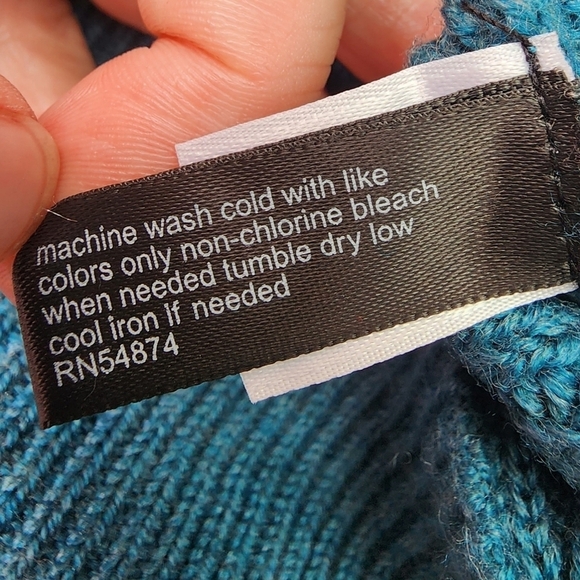 machine wash cold with like
colors only non-chlorine bleach
when needed tumble dry low
cool iron if needed
RN54874